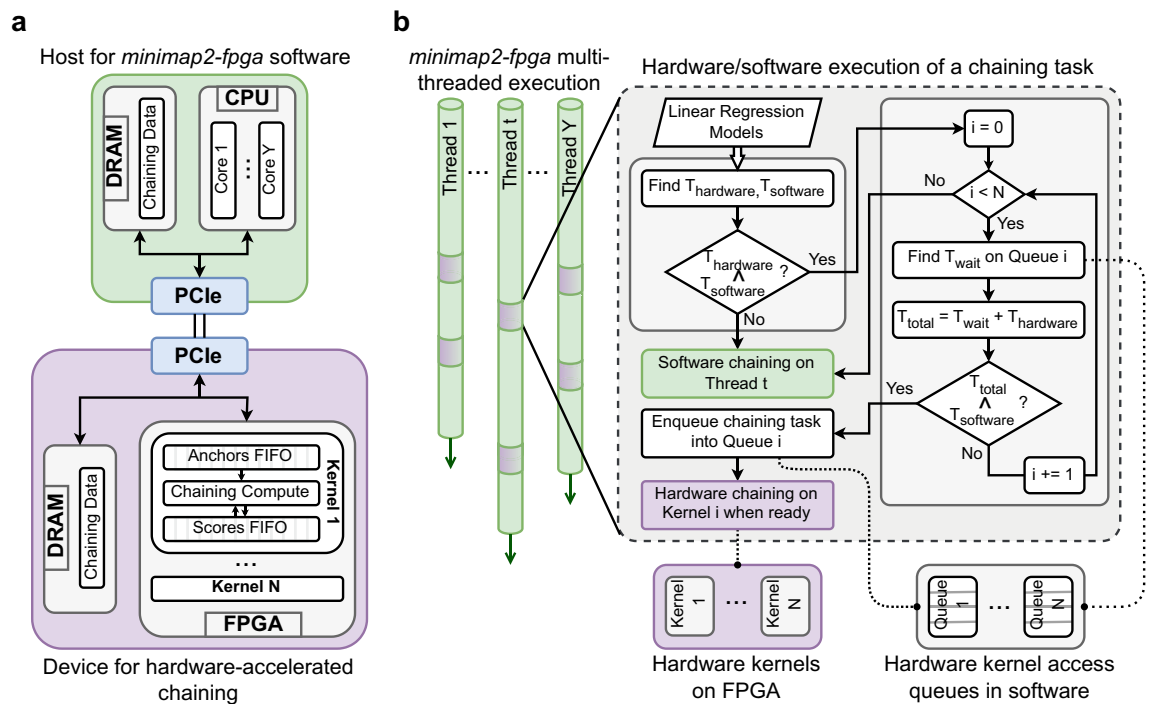 a
Host for minimap2-fpga software
DRAM
Chaining Data
CPU
Core 1
...
Core Y
PCIe
PCIe
DRAM
Chaining Data
Anchors FIFO
Chaining Compute
Scores FIFO
Kernel 1
...
Kernel N
FPGA
Device for hardware-accelerated
chaining
b
minimap2-fpga multi-
threaded execution
Thread 1
...
Thread t
...
Thread Y
Hardware/software execution of a chaining task
Linear Regression
Models
Find Thardware,Tsoftware
Thardware
<
Tsoftware
?
Yes
No
Software chaining on
Thread t
Enqueue chaining task
into Queue i
Hardware chaining on
Kernel i when ready
i = 0
i < N
No
Yes
Find Twait on Queue i
Ttotal = Twait + Thardware
Ttotal
<
Tsoftware
?
Yes
No
i += 1
Kernel
1
...
Kernel
N
Hardware kernels
on FPGA
Queue
1
...
Queue
N
Hardware kernel access
queues in software